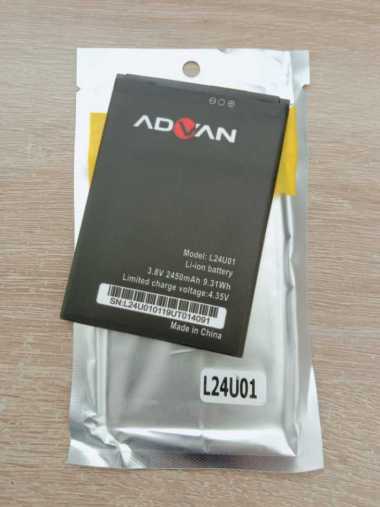 ADVAN
Model: L24U01
Li-ion battery
3.8V 2450mAh 9.31Wh
Limited charge voltage:4.35V
SN:L24U010119UT014091
Made in China
L24U01